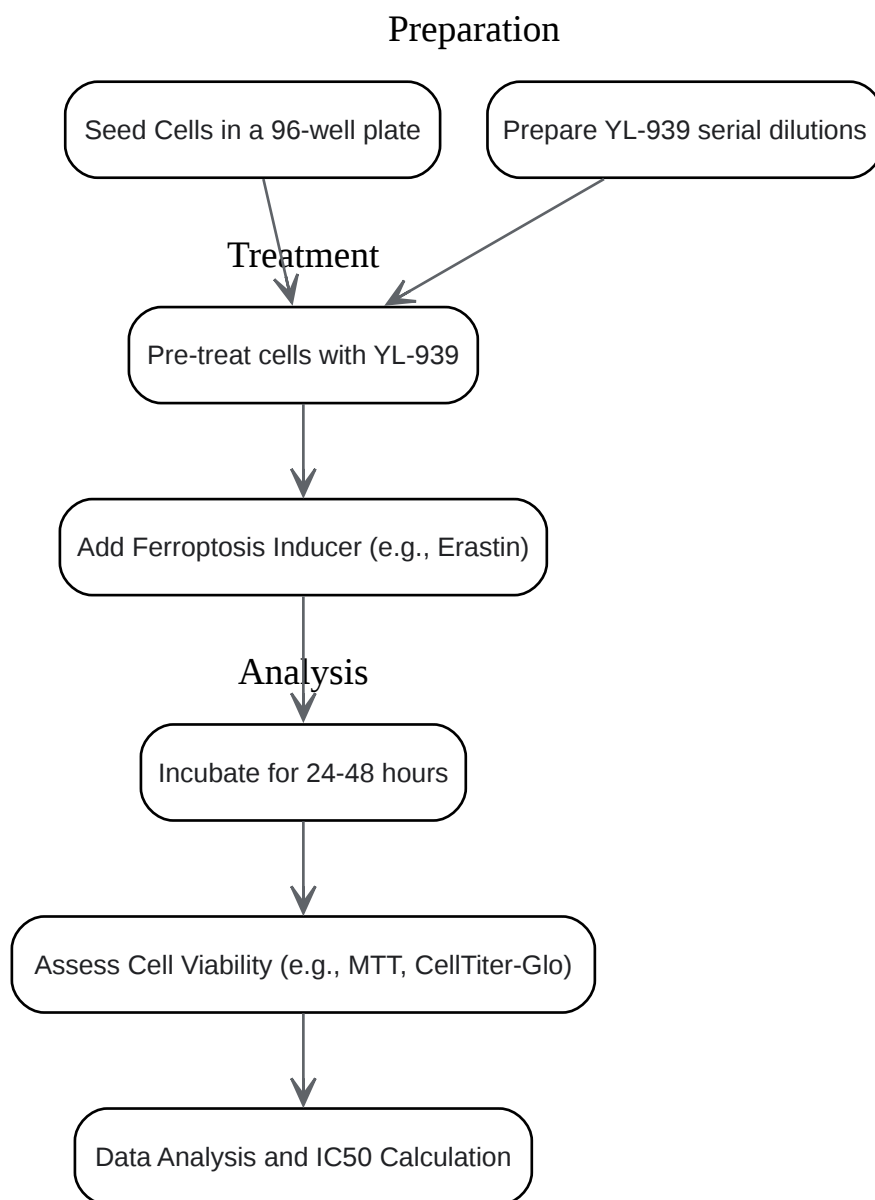 Preparation
Seed Cells in a 96-well plate
Prepare YL-939 serial dilutions
Treatment
Pre-treat cells with YL-939
Add Ferroptosis Inducer (e.g., Erastin)
Analysis
Incubate for 24-48 hours
Assess Cell Viability (e.g., MTT, CellTiter-Glo)
Data Analysis and IC50 Calculation